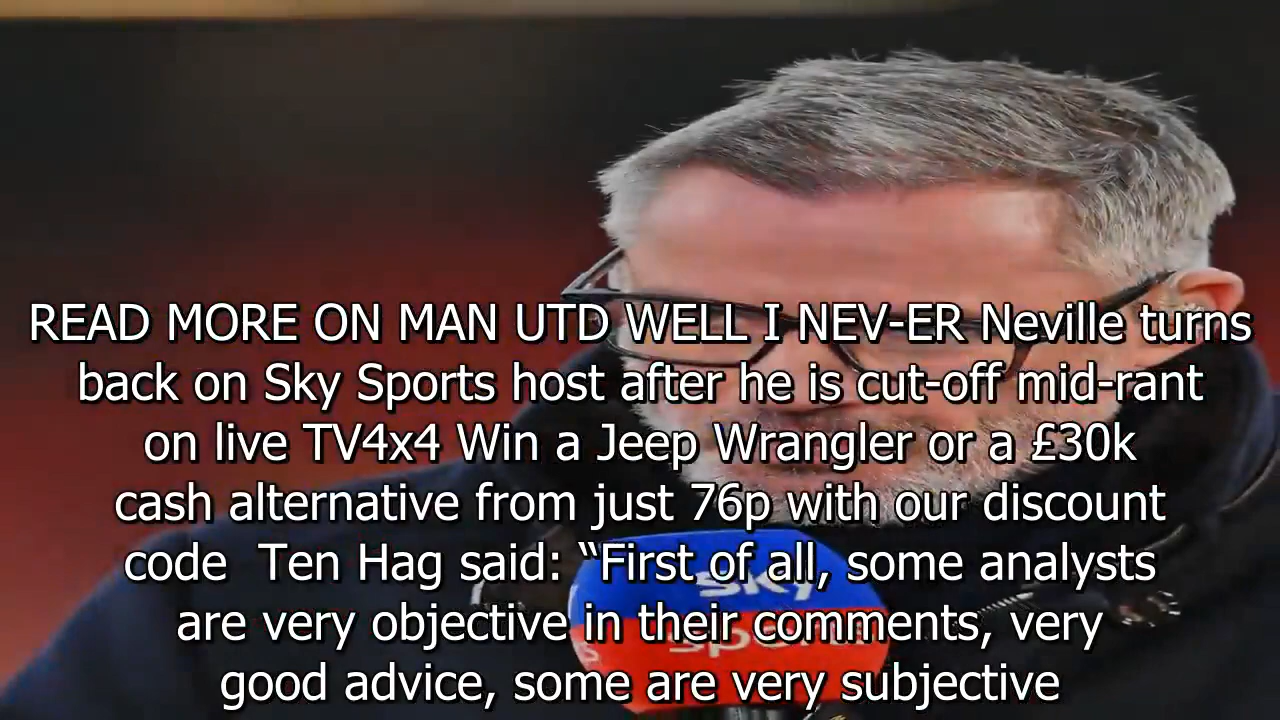 READ MORE ON MAN UTD WELL I NEV-ER Neville turns
back on Sky Sports host after he is cut-off mid-rant
on live TV4x4 Win a Jeep Wrangler or a £30k
cash alternative from just 76p with our discount
code  Ten Hag said: “First of all, some analysts
are very objective in their comments, very
good advice, some are very subjective
sky
sports